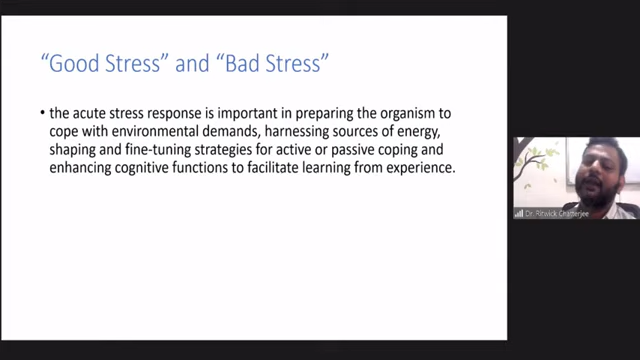 “Good Stress” and “Bad Stress”
• the acute stress response is important in preparing the organism to
cope with environmental demands, harnessing sources of energy,
shaping and fine-tuning strategies for active or passive coping and
enhancing cognitive functions to facilitate learning from experience.
Dr. Ritwick Chatterjee